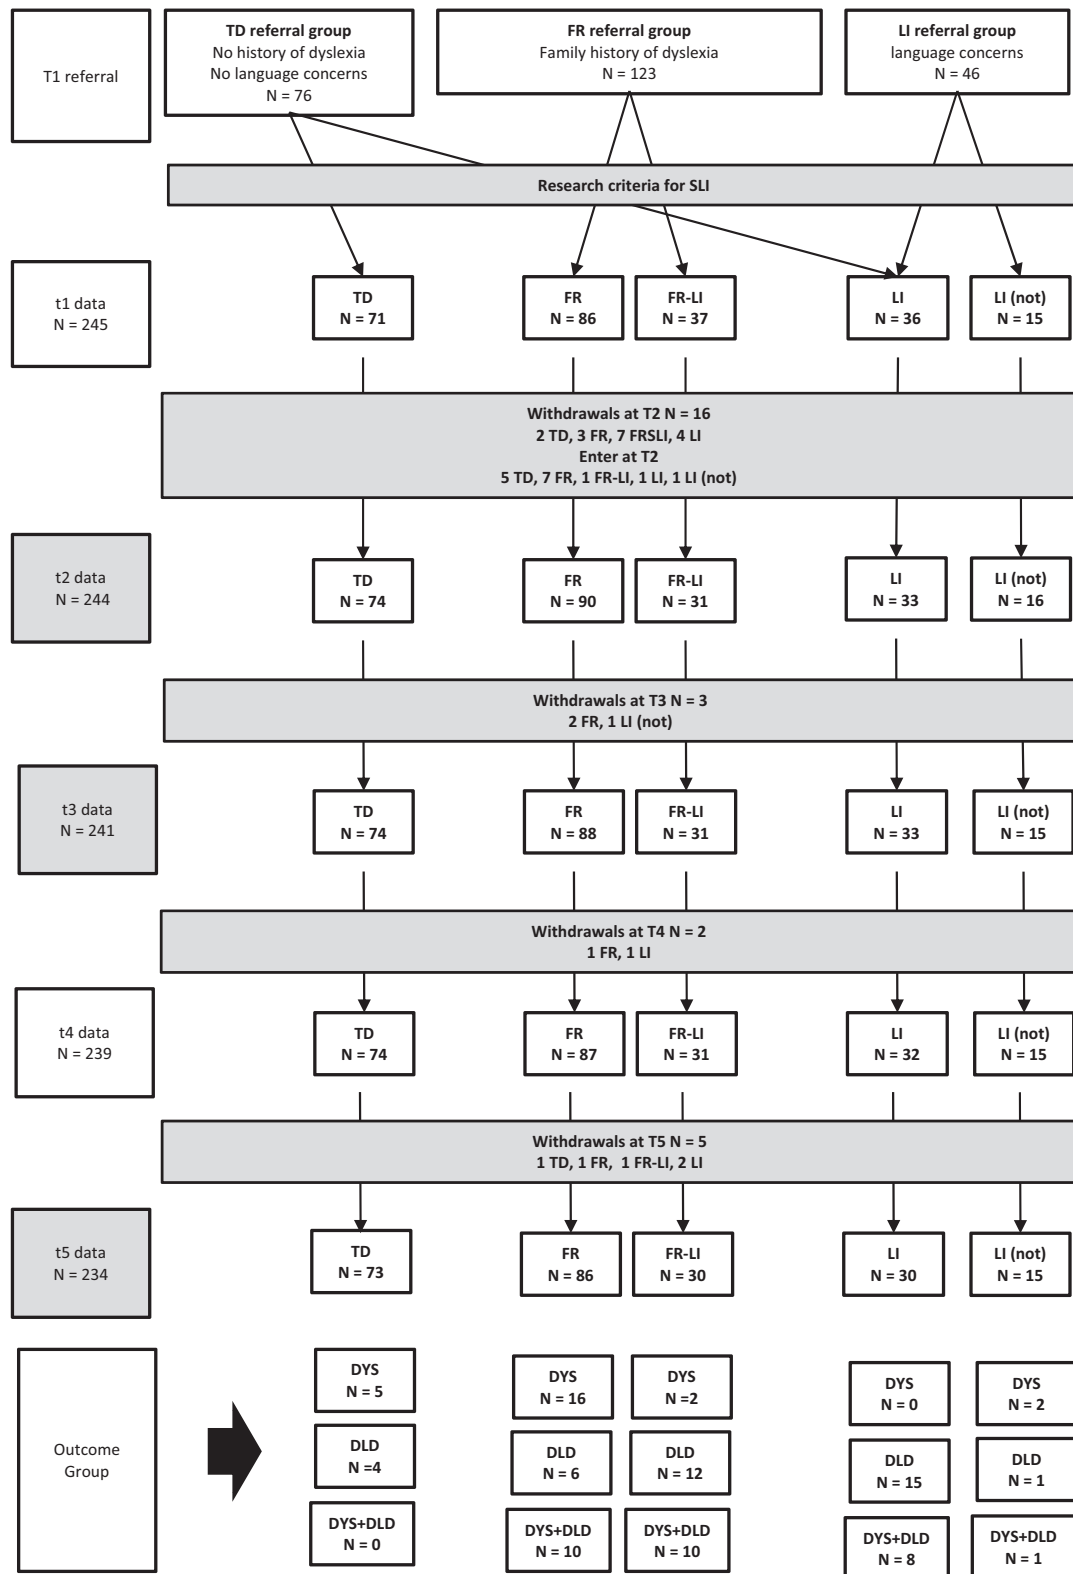 T1 referral
TD referral group
No history of dyslexia
No language concerns
N = 76
FR referral group
Family history of dyslexia
N = 123
LI referral group
language concerns
N = 46
Research criteria for SLI
t1 data
N = 245
TD
N = 71
FR
N = 86
FR-LI
N = 37
LI
N = 36
LI (not)
N = 15
Withdrawals at T2 N = 16
2 TD, 3 FR, 7 FRSLI, 4 LI
Enter at T2
5 TD, 7 FR, 1 FR-LI, 1 LI, 1 LI (not)
t2 data
N = 244
TD
N = 74
FR
N = 90
FR-LI
N = 31
LI
N = 33
LI (not)
N = 16
Withdrawals at T3 N = 3
2 FR, 1 LI (not)
t3 data
N = 241
TD
N = 74
FR
N = 88
FR-LI
N = 31
LI
N = 33
LI (not)
N = 15
Withdrawals at T4 N = 2
1 FR, 1 LI
t4 data
N = 239
TD
N = 74
FR
N = 87
FR-LI
N = 31
LI
N = 32
LI (not)
N = 15
Withdrawals at T5 N = 5
1 TD, 1 FR, 1 FR-LI, 2 LI
t5 data
N = 234
TD
N = 73
FR
N = 86
FR-LI
N = 30
LI
N = 30
LI (not)
N = 15
Outcome
Group
DYS
N = 5
DYS
N = 16
DYS
N =2
DYS
N = 0
DYS
N = 2
DLD
N =4
DLD
N = 6
DLD
N = 12
DLD
N = 15
DLD
N = 1
DYS+DLD
N = 0
DYS+DLD
N = 10
DYS+DLD
N = 10
DYS+DLD
N = 8
DYS+DLD
N = 1